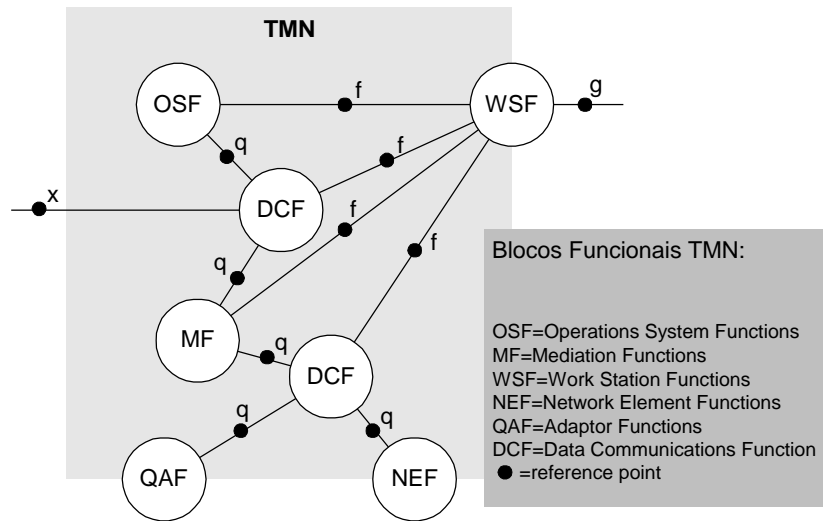 TMN
OSF
f
WSF
g
q
f
x
DCF
f
f
q
MF
q
DCF
q
q
QAF
NEF
Blocos Funcionais TMN:
OSF=Operations System Functions
MF=Mediation Functions
WSF=Work Station Functions
NEF=Network Element Functions
QAF=Adaptor Functions
DCF=Data Communications Function
=reference point